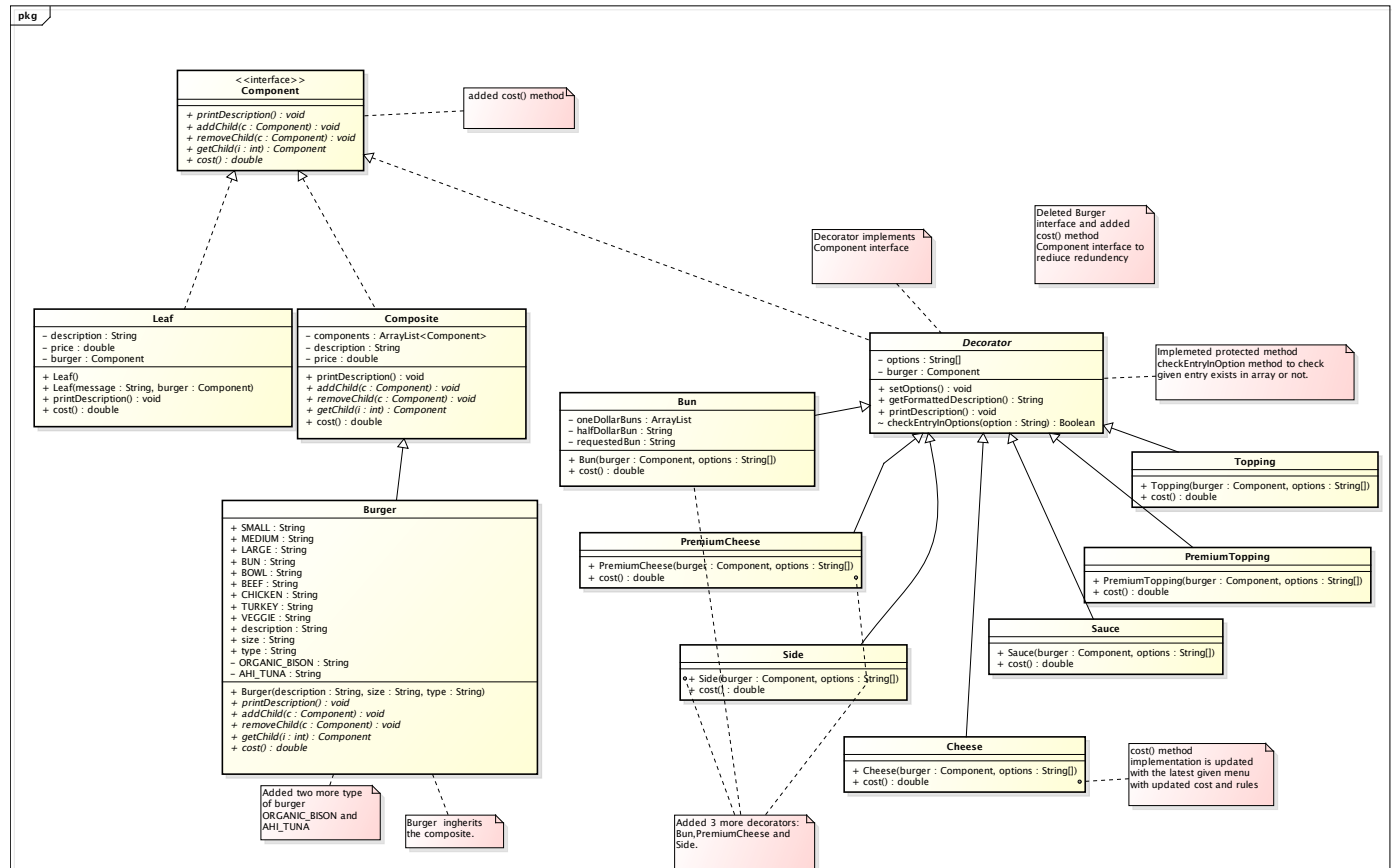 pkg
<<interface>>
Component
+ printDescription() : void
+ addChild(c : Component) : void
+ removeChild(c : Component) : void
+ getChild(i : int) : Component
+ cost() : double
added cost() method
Decorator implements
Component interface
Deleted Burger
interface and added
cost() method
Component interface to
rediuce redundency
Leaf
– description : String
– price : double
– burger : Component
+ Leaf()
+ Leaf(message : String, burger : Component)
+ printDescription() : void
+ cost() : double
Composite
– components : ArrayList<Component>
– description : String
– price : double
+ printDescription() : void
+ addChild(c : Component) : void
+ removeChild(c : Component) : void
+ getChild(i : int) : Component
+ cost() : double
Decorator
– options : String[]
– burger : Component
+ setOptions() : void
+ getFormattedDescription() : String
+ printDescription() : void
~ checkEntryInOptions(option : String) : Boolean
Implemeted protected method
checkEntryInOption method to check
given entry exists in array or not.
Bun
– oneDollarBuns : ArrayList
– halfDollarBun : String
– requestedBun : String
+ Bun(burger : Component, options : String[])
+ cost() : double
Topping
+ Topping(burger : Component, options : String[])
+ cost() : double
Burger
+ SMALL : String
+ MEDIUM : String
+ LARGE : String
+ BUN : String
+ BOWL : String
+ BEEF : String
+ CHICKEN : String
+ TURKEY : String
+ VEGGIE : String
+ description : String
+ size : String
+ type : String
– ORGANIC_BISON : String
– AHI_TUNA : String
+ Burger(description : String, size : String, type : String)
+ printDescription() : void
+ addChild(c : Component) : void
+ removeChild(c : Component) : void
+ getChild(i : int) : Component
+ cost() : double
PremiumCheese
+ PremiumCheese(burger : Component, options : String[])
+ cost() : double
PremiumTopping
+ PremiumTopping(burger : Component, options : String[])
+ cost() : double
Sauce
+ Sauce(burger : Component, options : String[])
+ cost() : double
Side
+ Side(burger : Component, options : String[])
+ cost() : double
Cheese
+ Cheese(burger : Component, options : String[])
+ cost() : double
cost() method
implementation is updated
with the latest given menu
with updated cost and rules
Added two more type
of burger
ORGANIC_BISON and
AHI_TUNA
Burger ingherits
the composite.
Added 3 more decorators:
Bun,PremiumCheese and
Side.